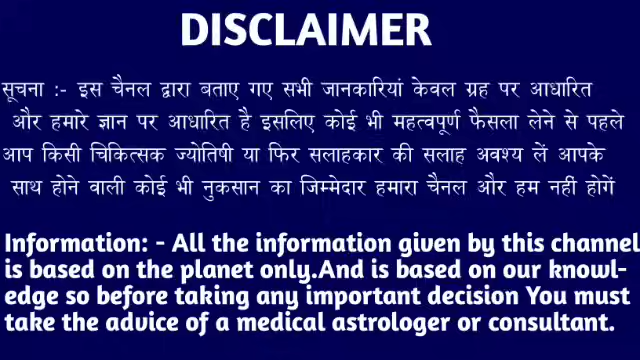 DISCLAIMER
सूचना :- इस चैनल द्वारा बताए गए सभी जानकारियां केवल ग्रह पर आधारित
और हमारे ज्ञान पर आधारित है इसलिए कोई भी महत्वपूर्ण फैसला लेने से पहले
आप किसी चिकित्सक ज्योतिषी या फिर सलाहकार की सलाह अवश्य लें आपके
साथ होने वाली कोई भी नुकसान का जिम्मेदार हमारा चैनल और हम नहीं होगें
Information: - All the information given by this channel
is based on the planet only.And is based on our knowl-
edge so before taking any important decision You must
take the advice of a medical astrologer or consultant.